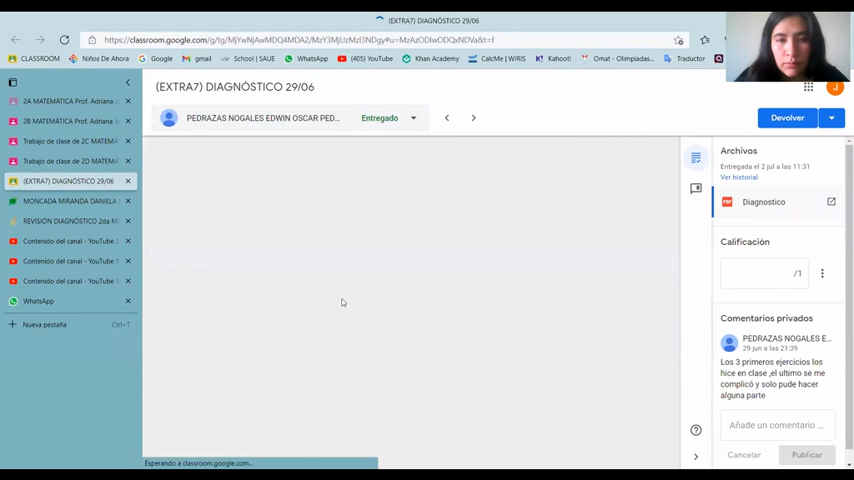 (EXTRA7) DIAGNÓSTICO 29/06
https://classroom.google.com/g/tg/MjYwNjAwMDQ4MDA2/MzY3MjUzMzI3NDgy#u=MzAzODIwODQxNDVa&t=f
CLASSROOM
Niños De Ahora
Google
gmail
School | SAUE
WhatsApp
(405) YouTube
Khan Academy
CalcMe | WIRIS
Kahoot!
Omat - Olimpiadas...
Traductor
2A MATEMÁTICA Prof. Adriana Jo
2B MATEMÁTICA Prof. Adriana Jo
Trabajo de clase de 2C MATEMÁ
Trabajo de clase de 2D MATEMÁ
(EXTRA7) DIAGNÓSTICO 29/06
MONCADA MIRANDA DANIELA
REVISIÓN DIAGNÓSTICO 2da M
Contenido del canal - YouTube S
Contenido del canal - YouTube S
Contenido del canal - YouTube S
WhatsApp
Nueva pestaña
Ctrl+T
(EXTRA7) DIAGNÓSTICO 29/06
J
PEDRAZAS NOGALES EDWIN OSCAR PED...
Entregado
Devolver
Archivos
Entregada el 2 jul a las 11:31
Ver historial
PDF
Diagnostico
Calificación
/1
Comentarios privados
PEDRAZAS NOGALES E...
29 jun a las 21:39
Los 3 primeros ejercicios los
hice en clase ,el ultimo se me
complicó y solo pude hacer
alguna parte
Añade un comentario ...
Cancelar
Publicar
Esperando a classroom.google.com...